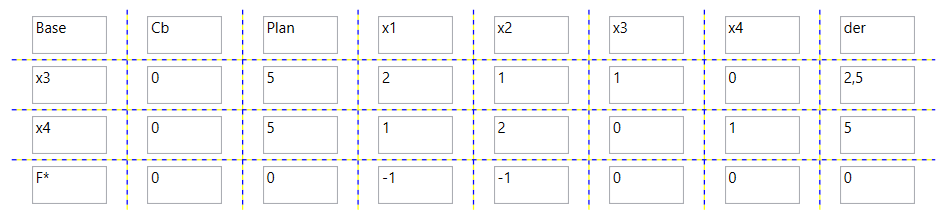 Base Cb Plan x1 x2 x3 x4 der
x3 0 5 2 1 1 0 2,5
x4 0 5 1 2 0 1 5
F* 0 0 -1 -1 0 0 0